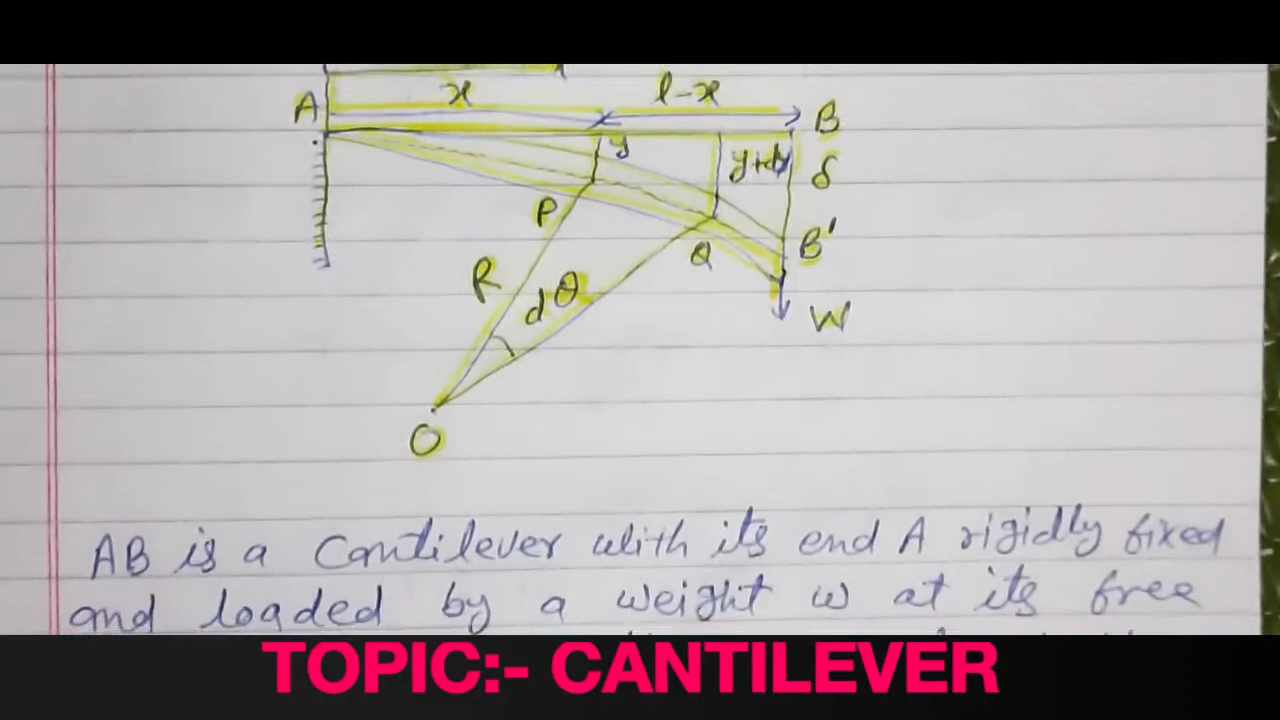 x
l-x
A
B
y
y+dy
δ
P
Q
B'
R
dθ
W
O
AB is a Cantilever with its end A rigidly fixed
and loaded by a weight w at its free
TOPIC:- CANTILEVER